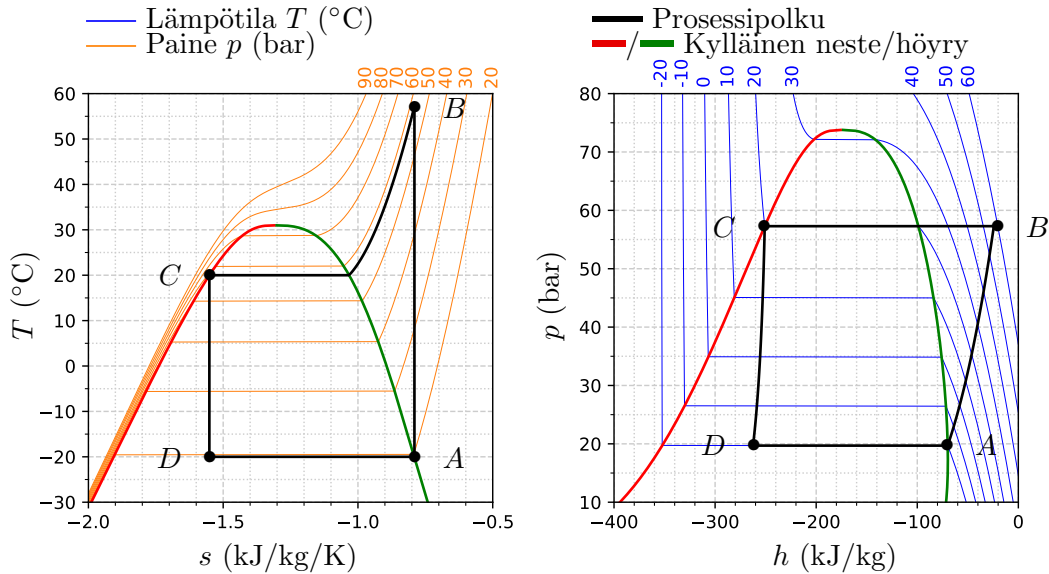 Lämpötila T (°C)
Paine p (bar)
Prosessipolku
/ Kylläinen neste/höyry
90 80 70 60 50 40 30 20
60
50
40
30
20
10
0
−10
−20
−30
T (°C)
B
C
D
A
−2.0 −1.5 −1.0 −0.5
s (kJ/kg/K)
-20 -10 0 10 20 30 40 50 60
80
70
60
50
40
30
20
10
p (bar)
C
B
D
A
−400 −300 −200 −100 0
h (kJ/kg)